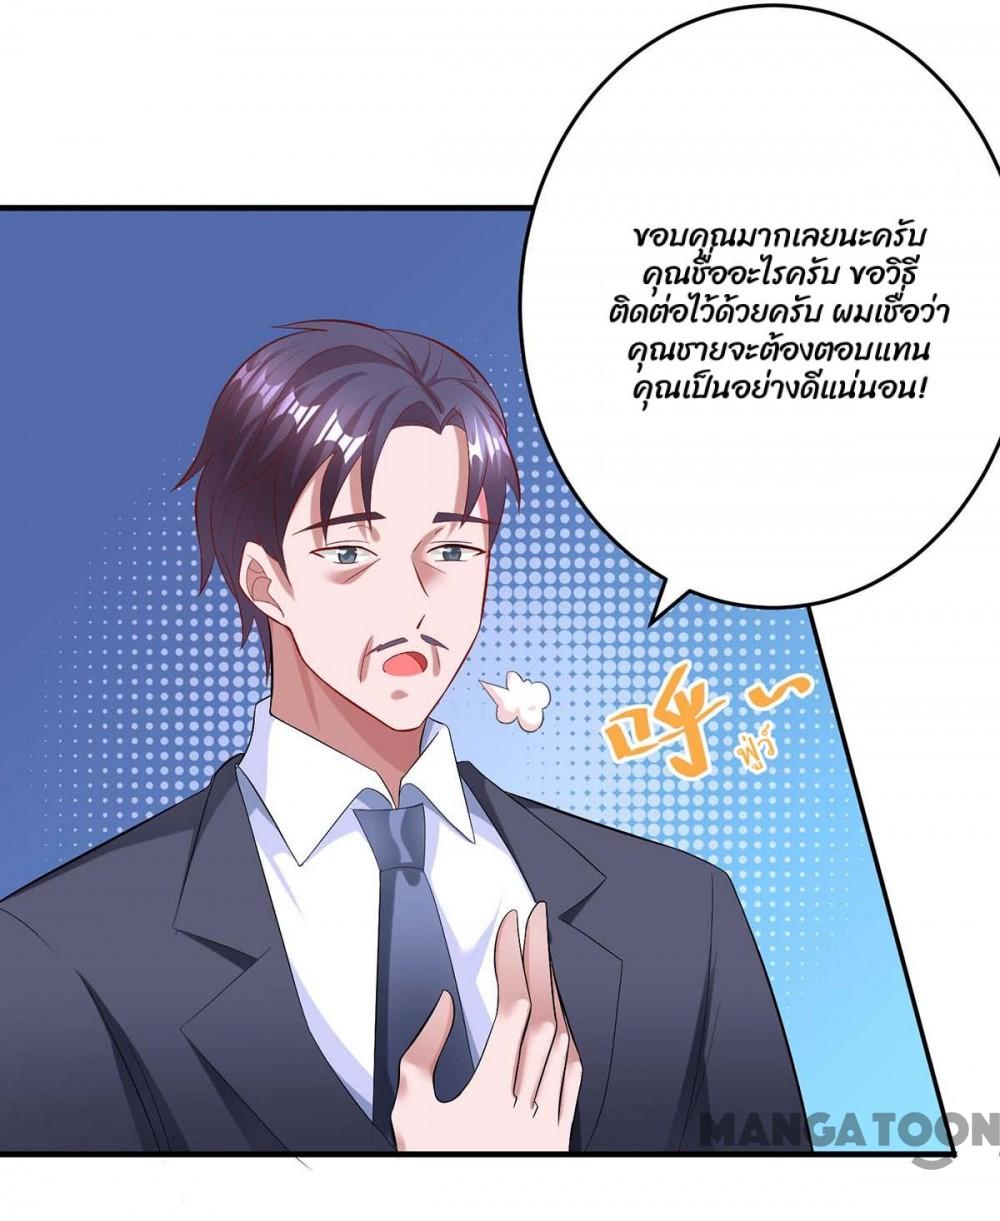 ขอบคุณมากเลยนะครับ
คุณชื่ออะไรครับ ขอวิธี
ติดต่อไว้ด้วยครับ ผมเชื่อว่า
คุณชายจะต้องตอบแทน
คุณเป็นอย่างดีแน่นอน!
呼~
ฟู่ว์
MANGATOON